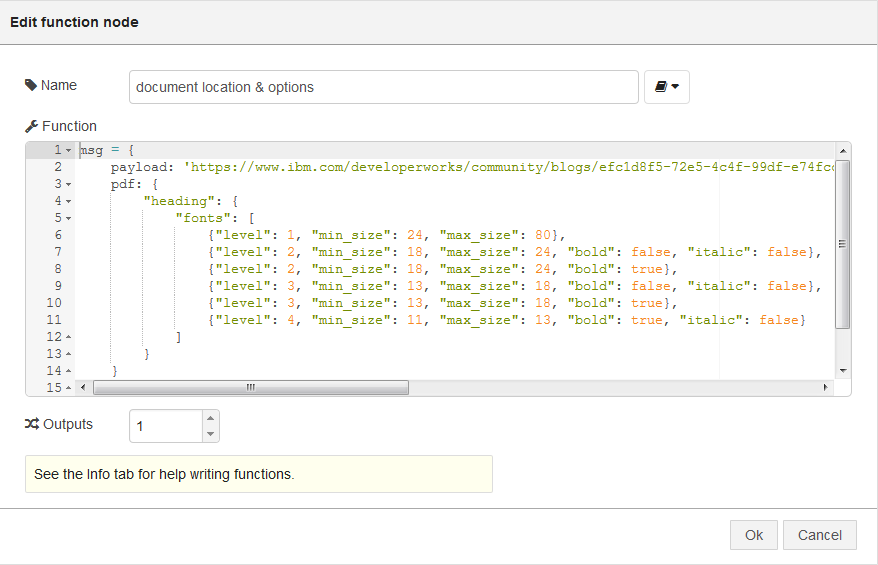 Edit function node
Name
document location & options
Function
1 msg = {
2 payload: 'https://www.ibm.com/developerworks/community/blogs/efc1d8f5-72e5-4c4f-99df-e74fcc
3 pdf: {
4 "heading": {
5 "fonts": [
6 {"level": 1, "min_size": 24, "max_size": 80},
7 {"level": 2, "min_size": 18, "max_size": 24, "bold": false, "italic": false},
8 {"level": 2, "min_size": 18, "max_size": 24, "bold": true},
9 {"level": 3, "min_size": 13, "max_size": 18, "bold": false, "italic": false},
10 {"level": 3, "min_size": 13, "max_size": 18, "bold": true},
11 {"level": 4, "min_size": 11, "max_size": 13, "bold": true, "italic": false}
12 ]
13 }
14 }
15
Outputs
1
See the Info tab for help writing functions.
Ok Cancel